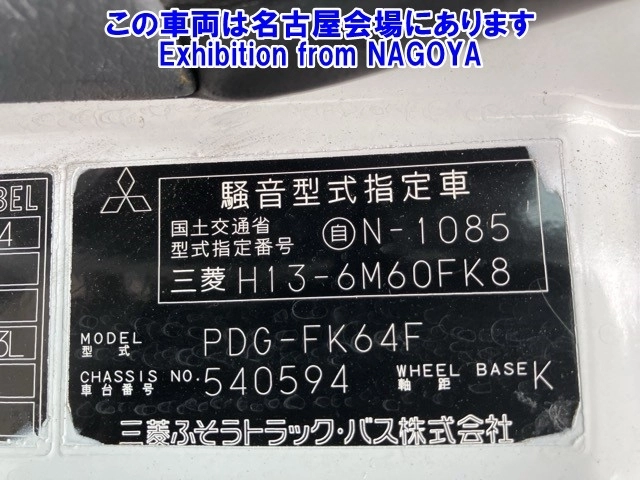 この車両は名古屋会場にあります
Exhibition from NAGOYA
BEL
4
3L
騒音型式指定車
国土交通省
型式指定番号 自 N-1085
三菱 H13-6M60FK8
MODEL
型式 PDG-FK64F
CHASSIS NO.
車台番号 540594
WHEEL BASE
軸距 K
三菱ふそうトラック・バス株式会社